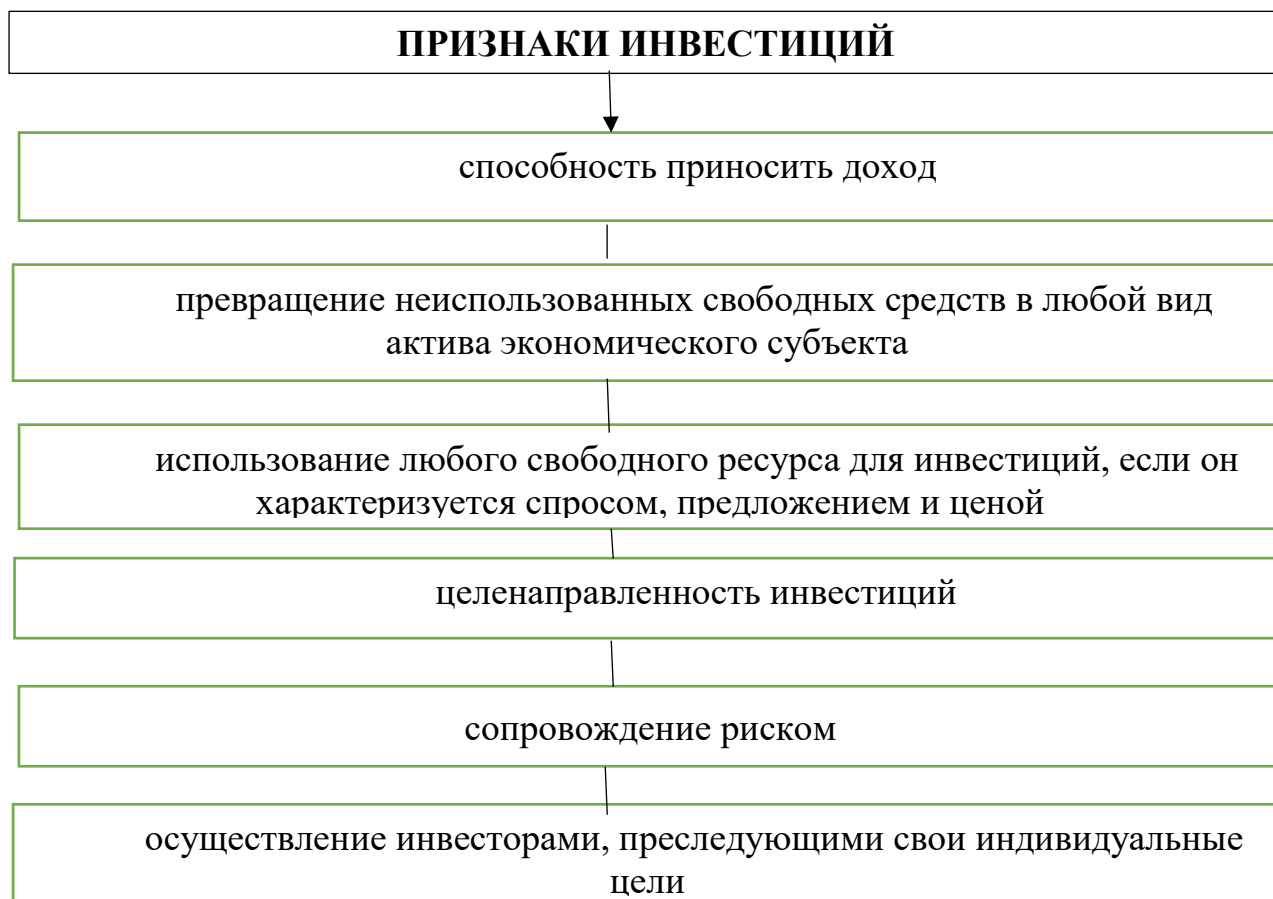 ПРИЗНАКИ ИНВЕСТИЦИЙ
способность приносить доход
превращение неиспользованных свободных средств в любой вид
актива экономического субъекта
использование любого свободного ресурса для инвестиций, если он
характеризуется спросом, предложением и ценой
целенаправленность инвестиций
сопровождение риском
осуществление инвесторами, преследующими свои индивидуальные
цели